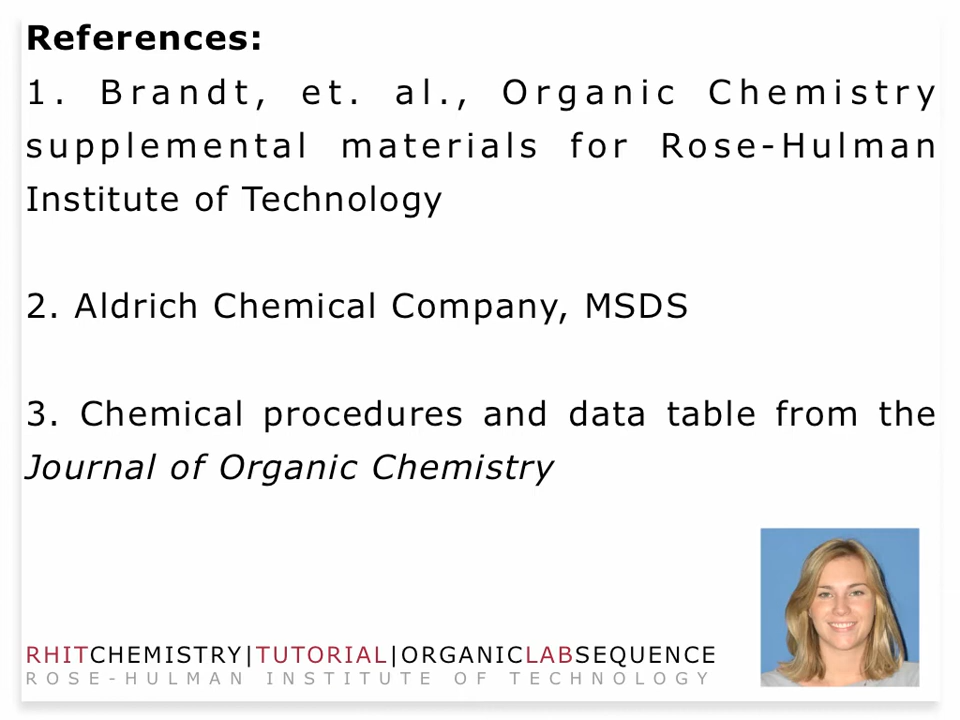 References:
1. Brandt, et. al., Organic Chemistry
supplemental materials for Rose-Hulman
Institute of Technology
2. Aldrich Chemical Company, MSDS
3. Chemical procedures and data table from the
Journal of Organic Chemistry
RHITCHEMISTRY|TUTORIAL|ORGANICLABSEQUENCE
ROSE-HULMAN INSTITUTE OF TECHNOLOGY